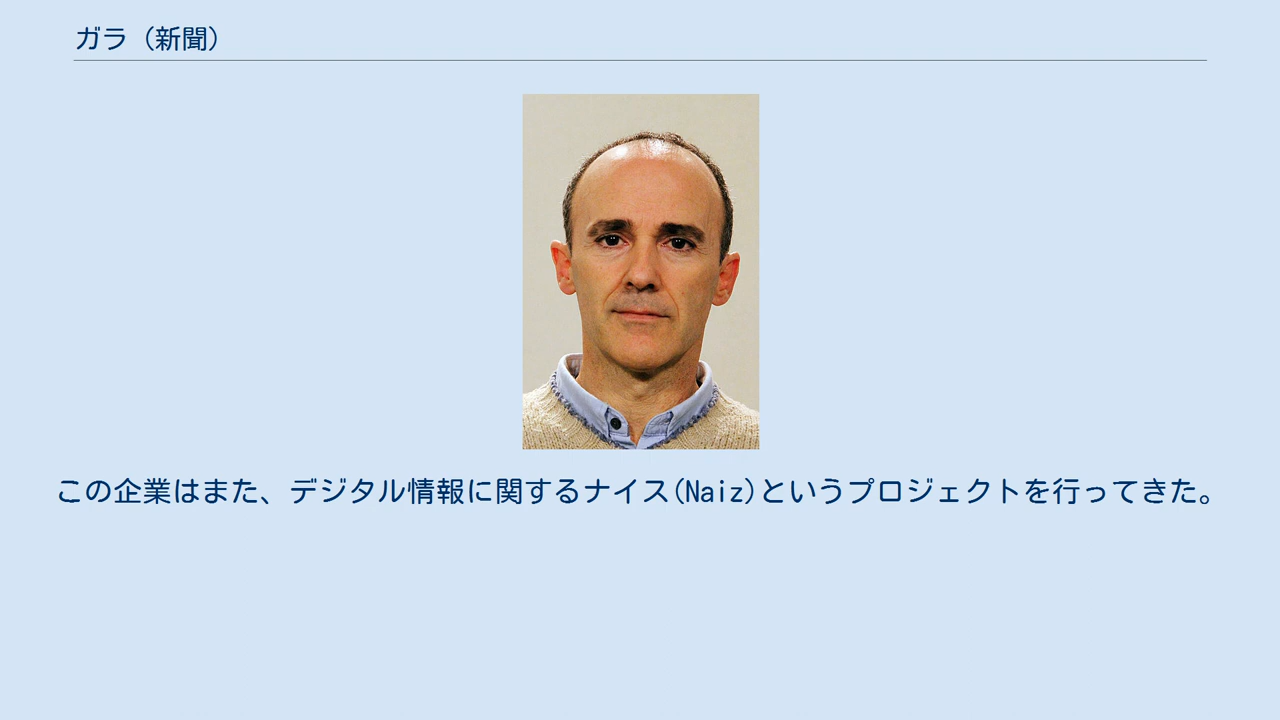 ガラ（新聞）
この企業はまた、デジタル情報に関するナイス(Naiz)というプロジェクトを行ってきた。